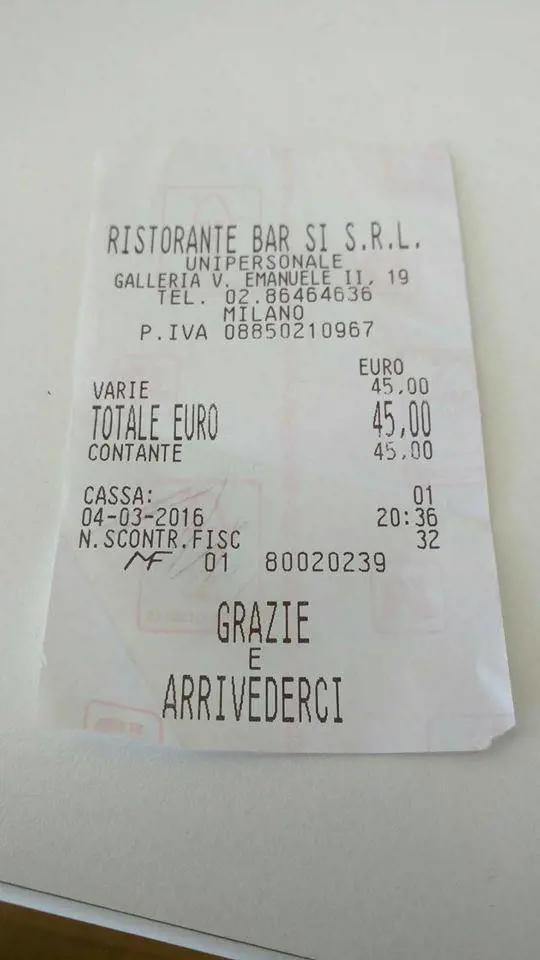 RISTORANTE BAR SI S.R.L.
UNIPERSONALE
GALLERIA V. EMANUELE II, 19
TEL. 02.86464636
MILANO
P.IVA 08850210967
EURO
VARIE 45,00
TOTALE EURO 45,00
CONTANTE 45,00
CASSA: 01
04-03-2016 20:36
N.SCONTR.FISC 32
MF 01 80020239
GRAZIE
E
ARRIVEDERCI